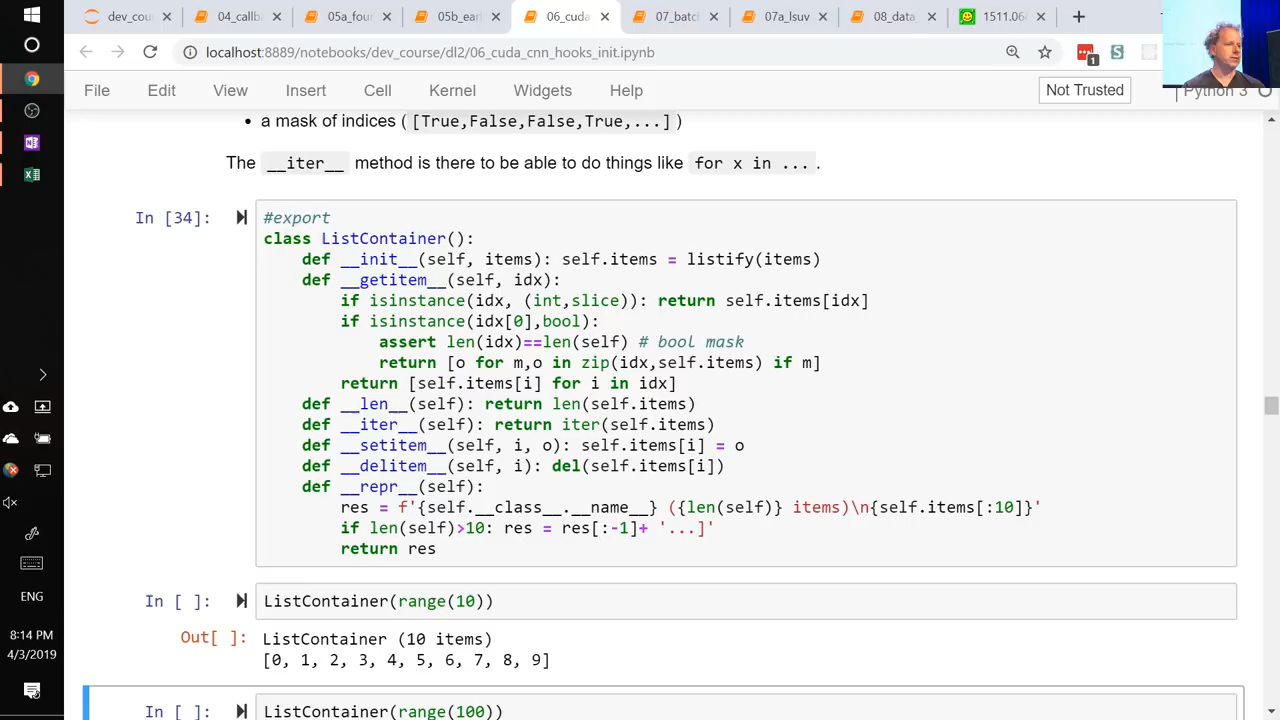 dev_cour
04_callb
05a_four
05b_earl
06_cuda
07_batcl
07a_lsuv
08_data_
1511.06
localhost:8889/notebooks/dev_course/dl2/06_cuda_cnn_hooks_init.ipynb
1
File Edit View Insert Cell Kernel Widgets Help
Not Trusted
Python 3
• a mask of indices ( [True,False,False,True,...] )
The __iter__ method is there to be able to do things like for x in ... .
In [34]:
#export
class ListContainer():
    def __init__(self, items): self.items = listify(items)
    def __getitem__(self, idx):
        if isinstance(idx, (int,slice)): return self.items[idx]
        if isinstance(idx[0],bool):
            assert len(idx)==len(self) # bool mask
            return [o for m,o in zip(idx,self.items) if m]
        return [self.items[i] for i in idx]
    def __len__(self): return len(self.items)
    def __iter__(self): return iter(self.items)
    def __setitem__(self, i, o): self.items[i] = o
    def __delitem__(self, i): del(self.items[i])
    def __repr__(self):
        res = f'{self.__class__.__name__} ({len(self)} items)\n{self.items[:10]}'
        if len(self)>10: res = res[:-1]+ '...]'
        return res
In [ ]: ListContainer(range(10))
Out[ ]: ListContainer (10 items)
[0, 1, 2, 3, 4, 5, 6, 7, 8, 9]
In [ ]: ListContainer(range(100))
ENG
8:14 PM
4/3/2019